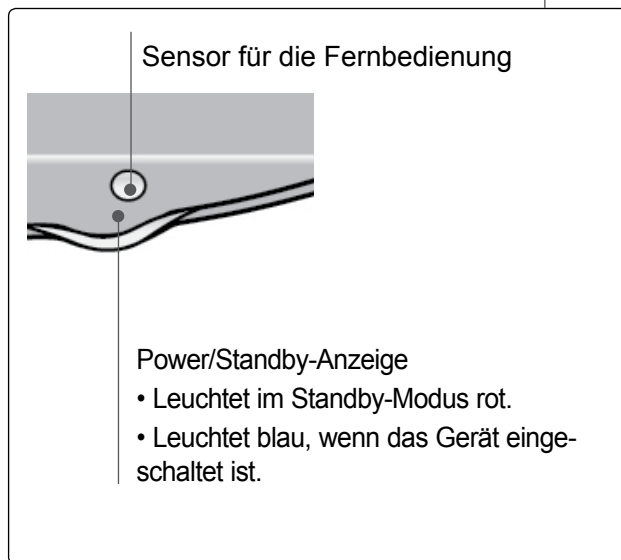 Sensor für die Fernbedienung
Power/Standby-Anzeige
• Leuchtet im Standby-Modus rot.
• Leuchtet blau, wenn das Gerät einge-
schaltet ist.